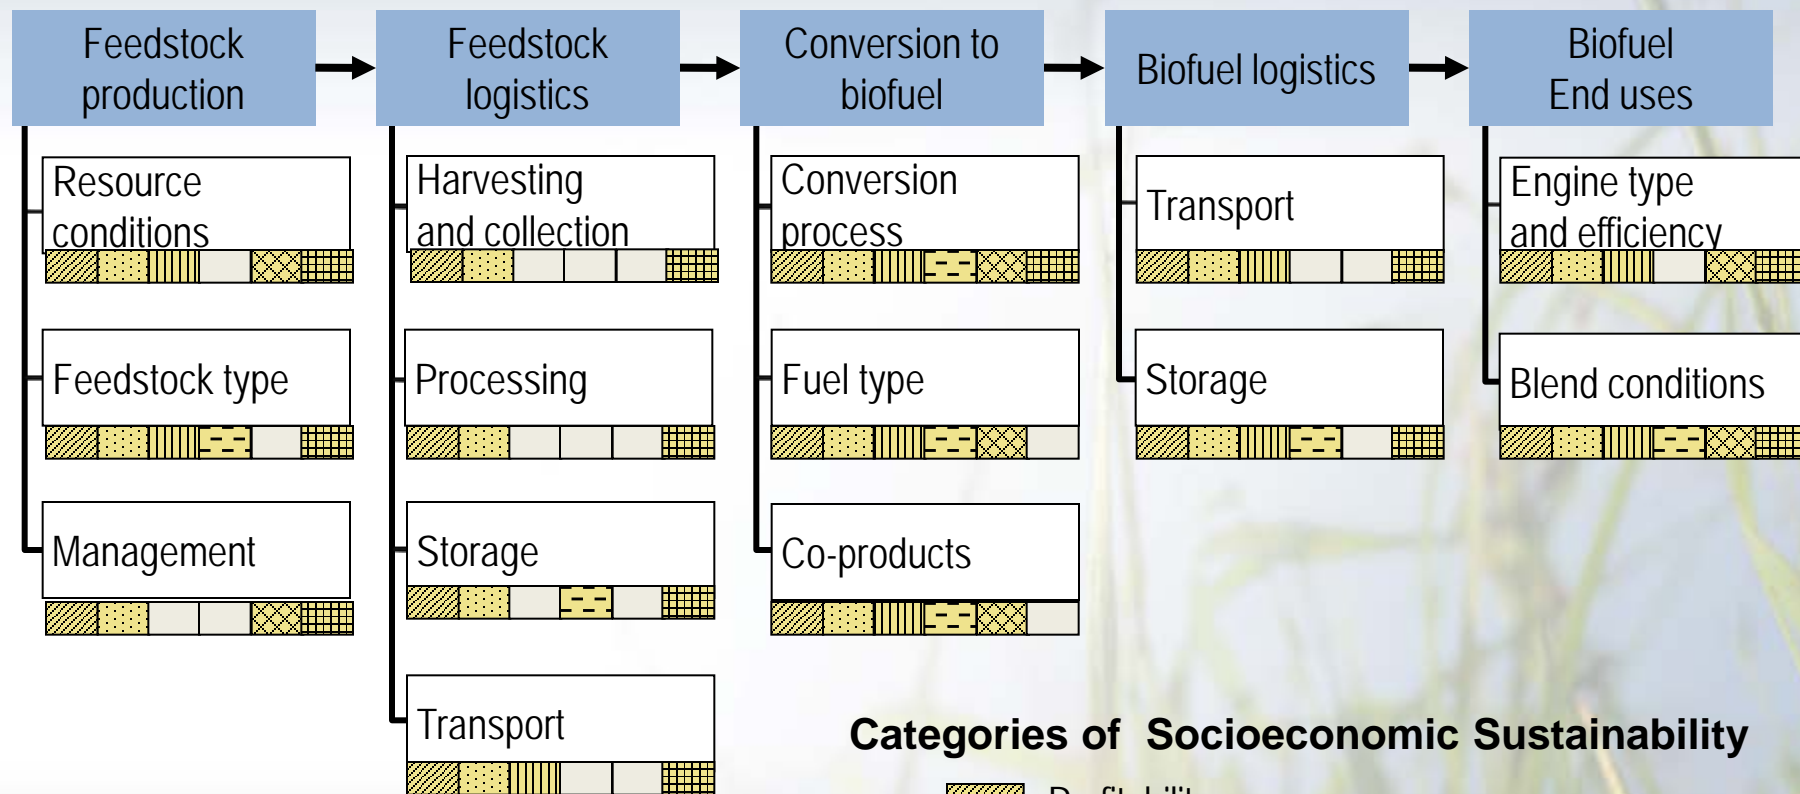 Feedstock
production
Feedstock
logistics
Conversion to
biofuel
Biofuel logistics
Biofuel
End uses
Resource
conditions
Feedstock type
Management
Harvesting
and collection
Processing
Storage
Transport
Conversion
process
Fuel type
Co-products
Transport
Storage
Engine type
and efficiency
Blend conditions
Categories of Socioeconomic Sustainability